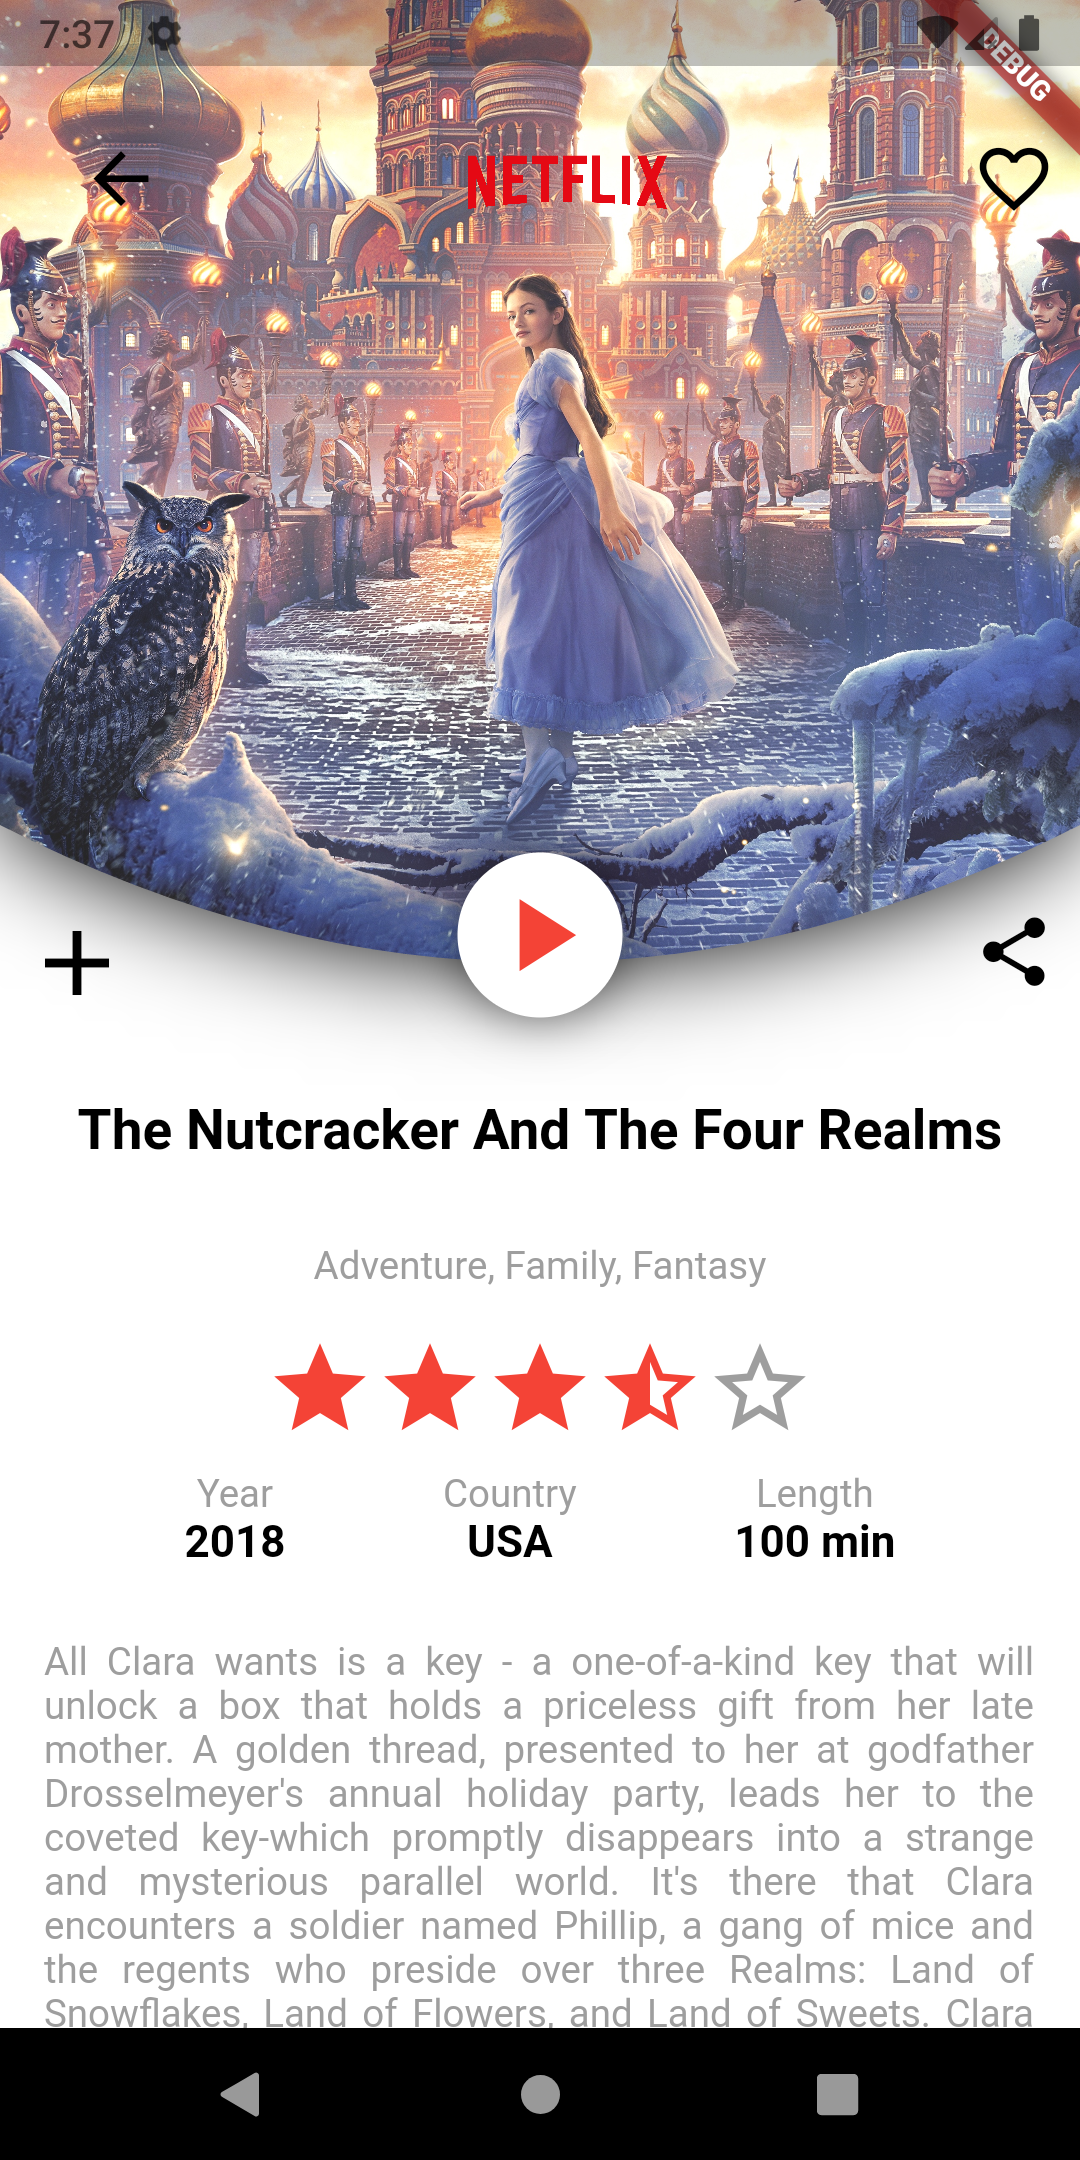 7:37
DEBUG
NETFLIX
The Nutcracker And The Four Realms
Adventure, Family, Fantasy
Year Country Length
2018 USA 100 min
All Clara wants is a key - a one-of-a-kind key that will
unlock a box that holds a priceless gift from her late
mother. A golden thread, presented to her at godfather
Drosselmeyer's annual holiday party, leads her to the
coveted key-which promptly disappears into a strange
and mysterious parallel world. It's there that Clara
encounters a soldier named Phillip, a gang of mice and
the regents who preside over three Realms: Land of
Snowflakes, Land of Flowers, and Land of Sweets. Clara